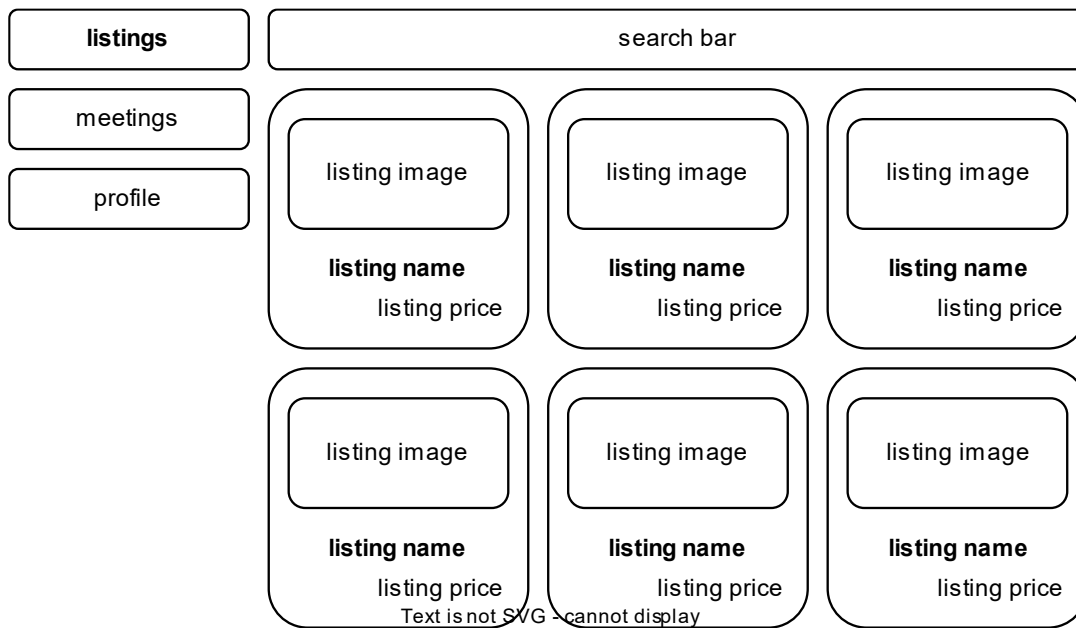 listings
search bar
meetings
profile
listing image
listing image
listing image
listing name
listing name
listing name
listing price
listing price
listing price
listing image
listing image
listing image
listing name
listing name
listing name
listing price
listing price
listing price
Text is not SVG - cannot display